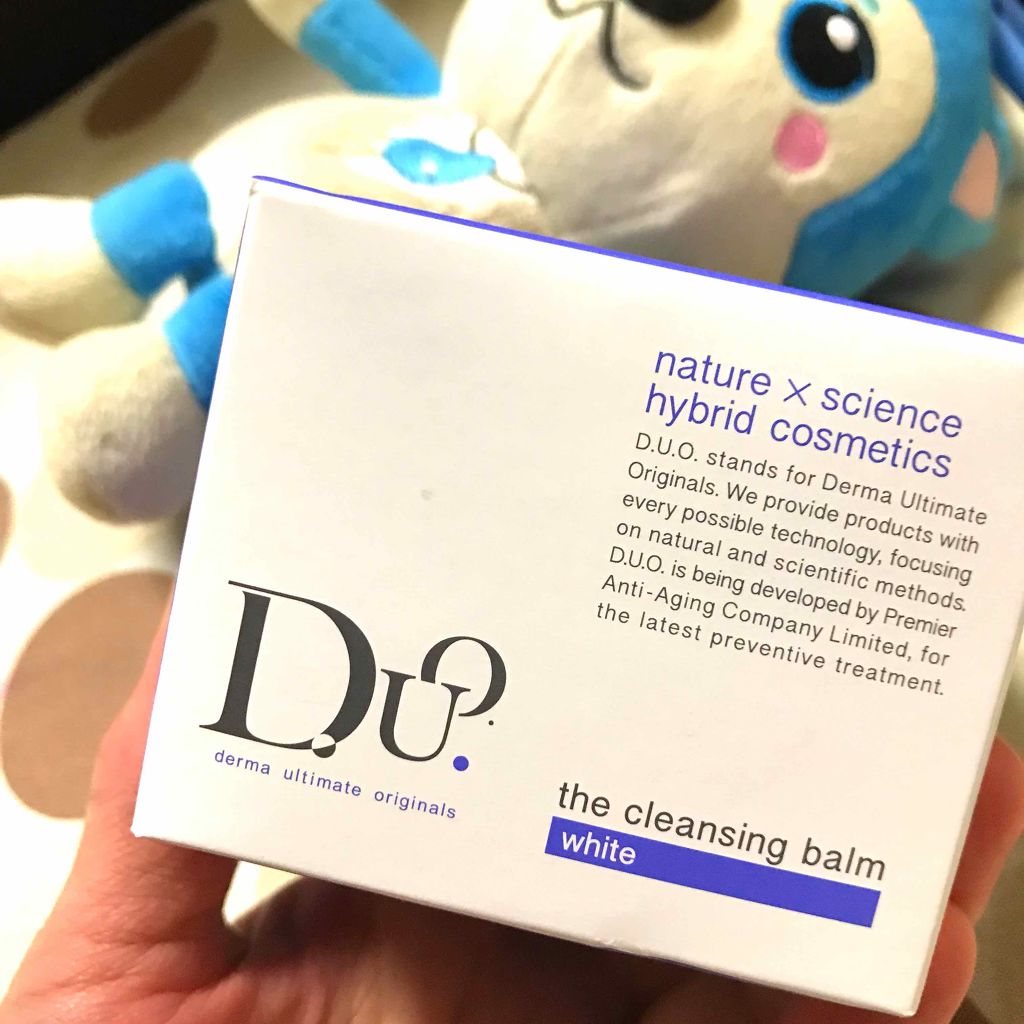 nature × science
hybrid cosmetics
D.U.O. stands for Derma Ultimate
Originals. We provide products with
every possible technology, focusing
on natural and scientific methods.
D.U.O. is being developed by Premier
Anti-Aging Company Limited, for
the latest preventive treatment.
D.U.O.
derma ultimate originals
the cleansing balm
white